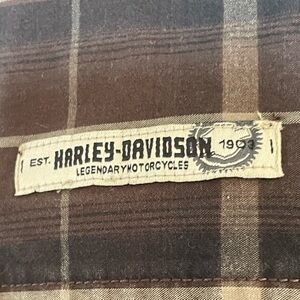 EST. HARLEY-DAVIDSON 1903
LEGENDARY MOTORCYCLES